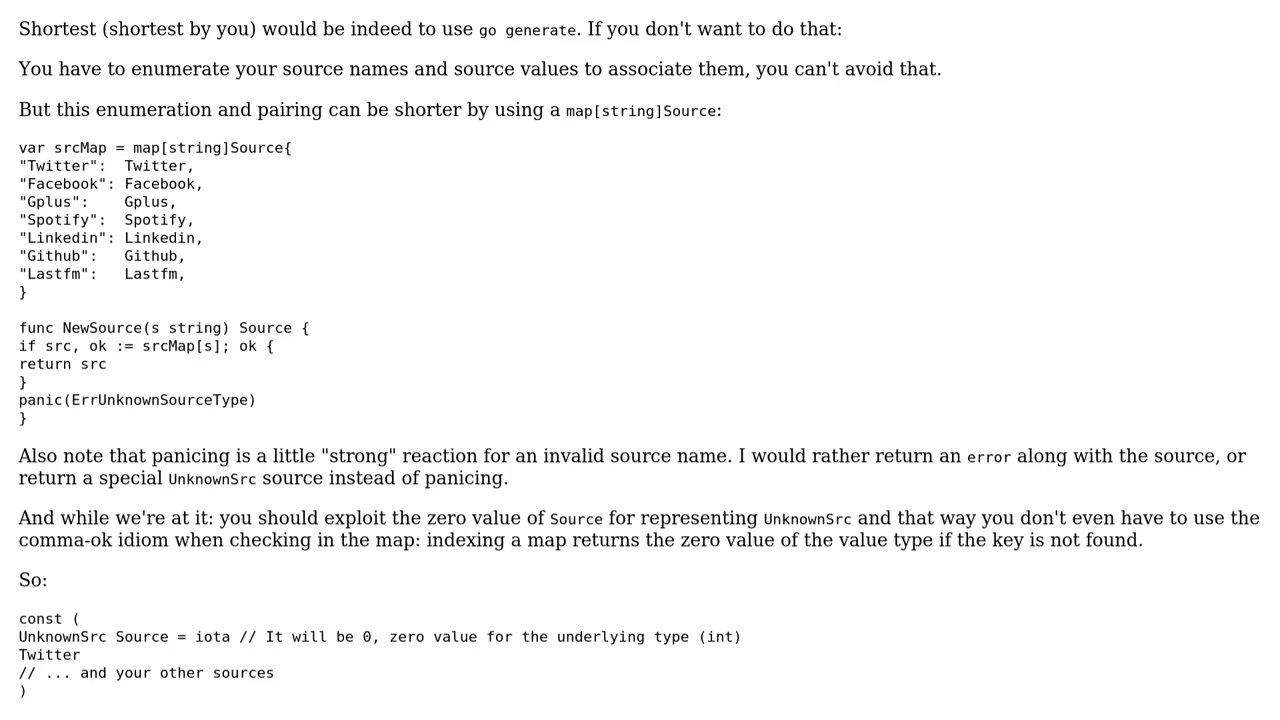 Shortest (shortest by you) would be indeed to use go generate. If you don't want to do that:
You have to enumerate your source names and source values to associate them, you can't avoid that.
But this enumeration and pairing can be shorter by using a map[string]Source:
var srcMap = map[string]Source{
"Twitter":  Twitter,
"Facebook": Facebook,
"Gplus":    Gplus,
"Spotify":  Spotify,
"Linkedin": Linkedin,
"Github":   Github,
"Lastfm":   Lastfm,
}
func NewSource(s string) Source {
if src, ok := srcMap[s]; ok {
return src
}
panic(ErrUnknownSourceType)
}
Also note that panicing is a little "strong" reaction for an invalid source name. I would rather return an error along with the source, or
return a special UnknownSrc source instead of panicing.
And while we're at it: you should exploit the zero value of Source for representing UnknownSrc and that way you don't even have to use the
comma-ok idiom when checking in the map: indexing a map returns the zero value of the value type if the key is not found.
So:
const (
UnknownSrc Source = iota // It will be 0, zero value for the underlying type (int)
Twitter
// ... and your other sources
)